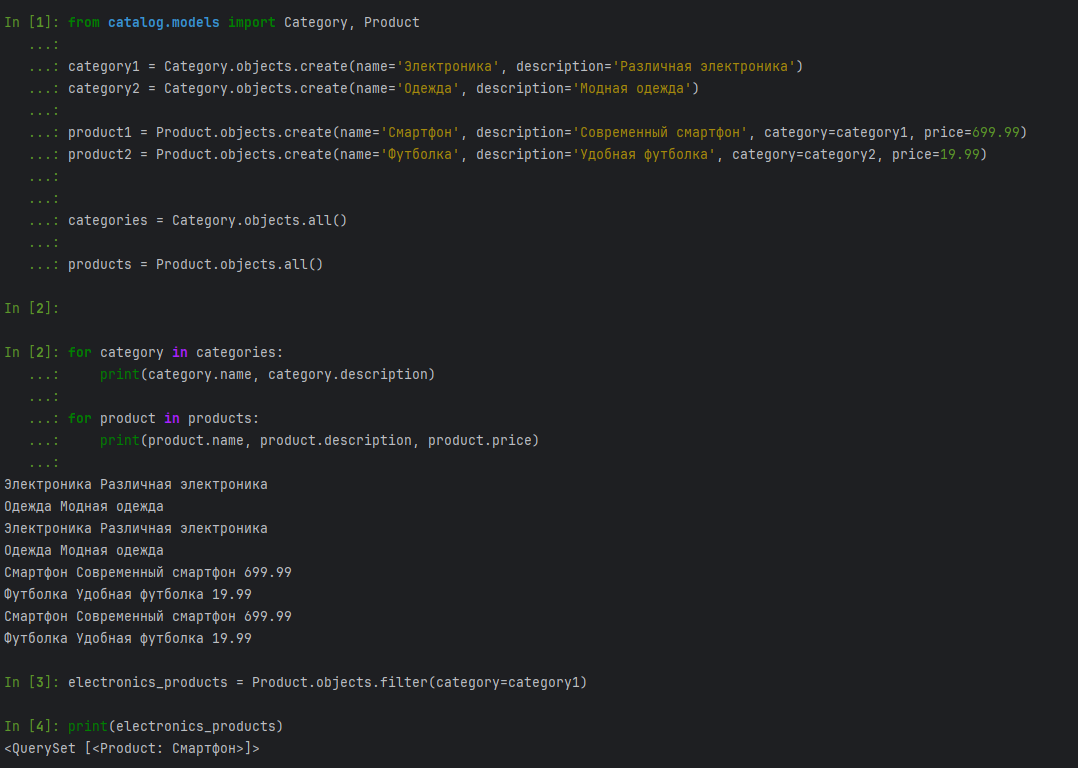 In [1]: from catalog.models import Category, Product
   ...:
   ...: category1 = Category.objects.create(name='Электроника', description='Различная электроника')
   ...: category2 = Category.objects.create(name='Одежда', description='Модная одежда')
   ...:
   ...: product1 = Product.objects.create(name='Смартфон', description='Современный смартфон', category=category1, price=699.99)
   ...: product2 = Product.objects.create(name='Футболка', description='Удобная футболка', category=category2, price=19.99)
   ...:
   ...:
   ...: categories = Category.objects.all()
   ...:
   ...: products = Product.objects.all()
In [2]:
In [2]: for category in categories:
   ...:     print(category.name, category.description)
   ...:
   ...: for product in products:
   ...:     print(product.name, product.description, product.price)
   ...:
Электроника Различная электроника
Одежда Модная одежда
Электроника Различная электроника
Одежда Модная одежда
Смартфон Современный смартфон 699.99
Футболка Удобная футболка 19.99
Смартфон Современный смартфон 699.99
Футболка Удобная футболка 19.99
In [3]: electronics_products = Product.objects.filter(category=category1)
In [4]: print(electronics_products)
<QuerySet [<Product: Смартфон>]>